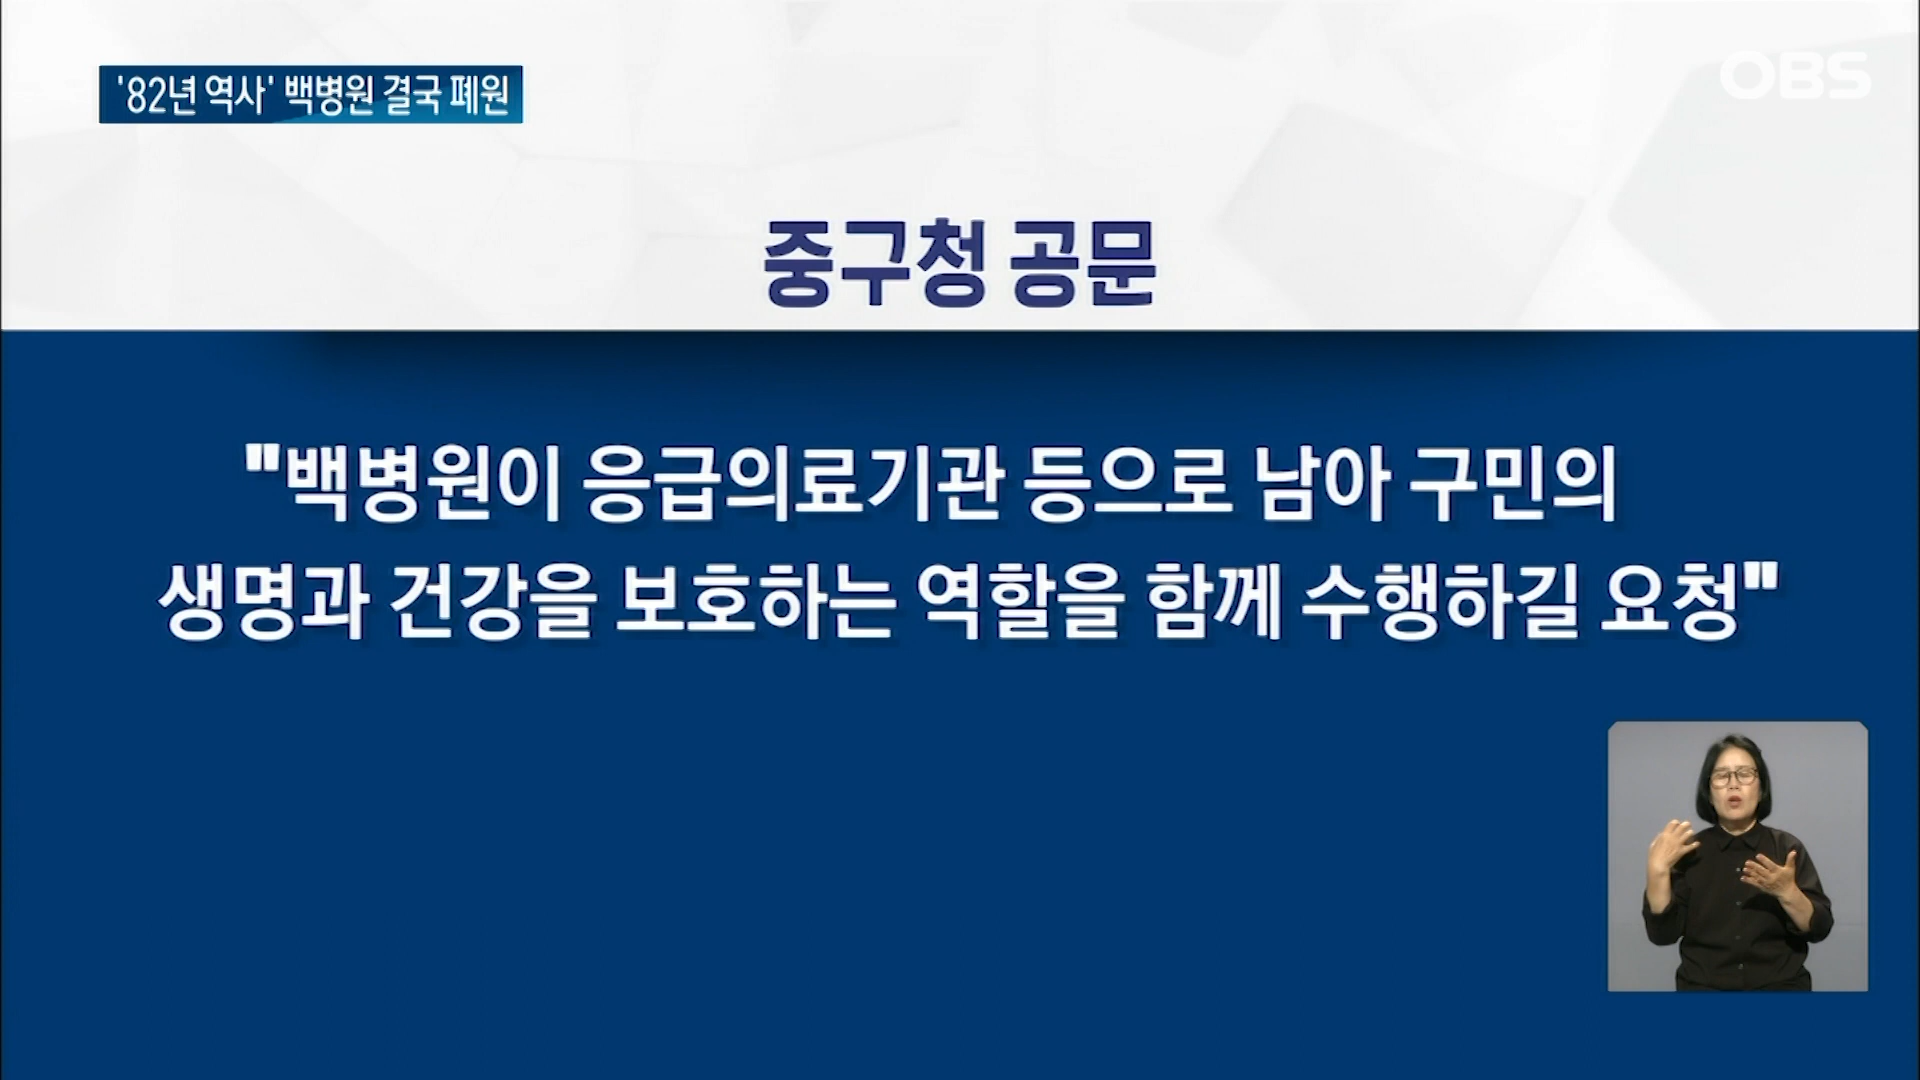 '82년 역사' 백병원 결국 폐원
OBS
중구청 공문
"백병원이 응급의료기관 등으로 남아 구민의
생명과 건강을 보호하는 역할을 함께 수행하길 요청"